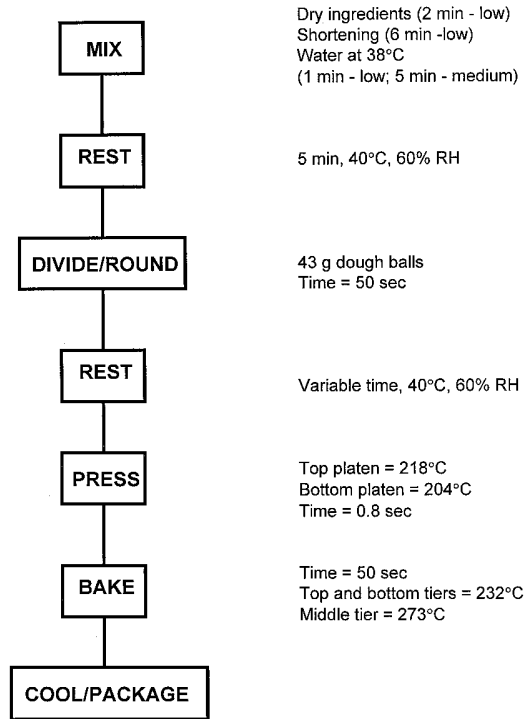 MIX
Dry ingredients (2 min - low)
Shortening (6 min -low)
Water at 38°C
(1 min - low; 5 min - medium)
REST
5 min, 40°C, 60% RH
DIVIDE/ROUND
43 g dough balls
Time = 50 sec
REST
Variable time, 40°C, 60% RH
PRESS
Top platen = 218°C
Bottom platen = 204°C
Time = 0.8 sec
BAKE
Time = 50 sec
Top and bottom tiers = 232°C
Middle tier = 273°C
COOL/PACKAGE